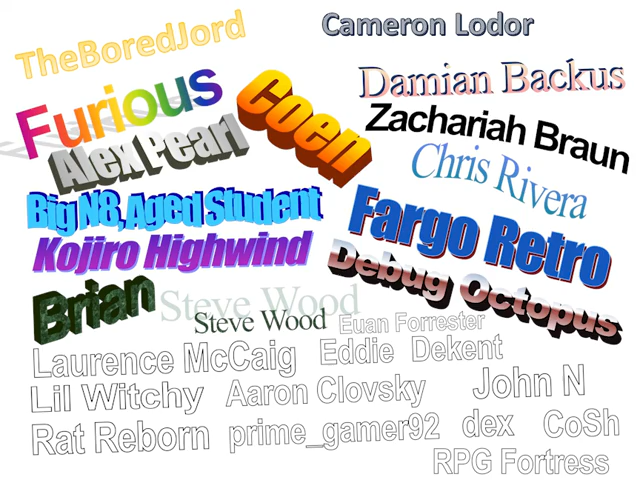 TheBoredJord
Cameron Lodor
Furious
Coen
Damian Backus
Alex Pearl
Zachariah Braun
Chris Rivera
Big N8, Aged Student
Fargo Retro
Kojiro Highwind
Debug Octopus
Brian
Steve Wood
Steve Wood
Euan Forrester
Laurence McCaig
Eddie Dekent
Lil Witchy
Aaron Clovsky
John N
Rat Reborn
prime_gamer92
dex
CoSh
RPG Fortress